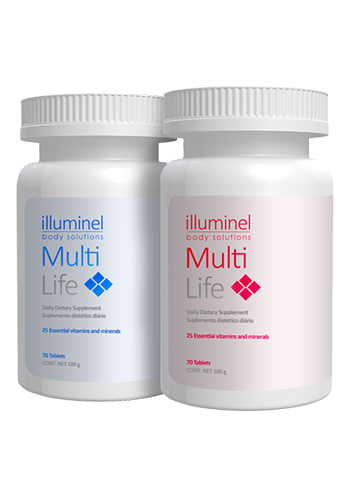 illuminel
body solutions
Multi
Life
Daily Dietary Supplement
Suplemento dietético diário
25 Essential vitamins and minerals
70 Tablets
CONT. NET 100 g
illuminel
body solutions
Multi
Life
Daily Dietary Supplement
Suplemento dietético diário
25 Essential vitamins and minerals
70 Tablets
CONT. NET 100 g